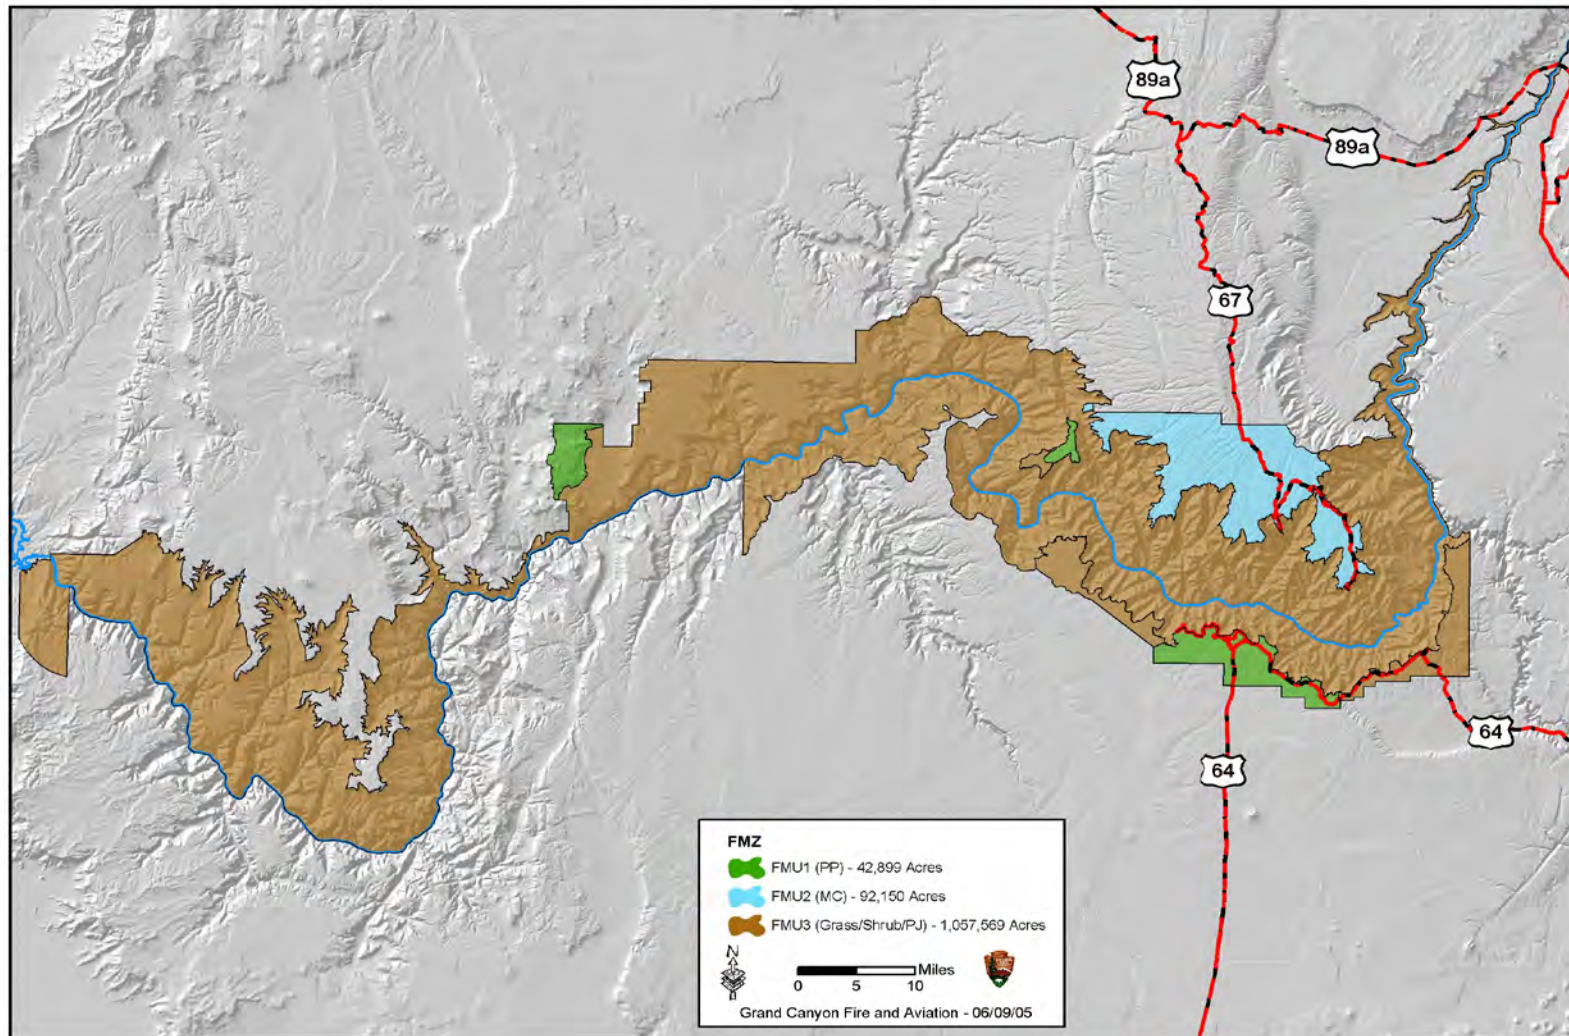 89a
89a
67
64
64
FMZ
FMU1 (PP) - 42,899 Acres
FMU2 (MC) - 92,150 Acres
FMU3 (Grass/Shrub/PJ) - 1,057,569 Acres
N
Miles
0 5 10
Grand Canyon Fire and Aviation - 06/09/05